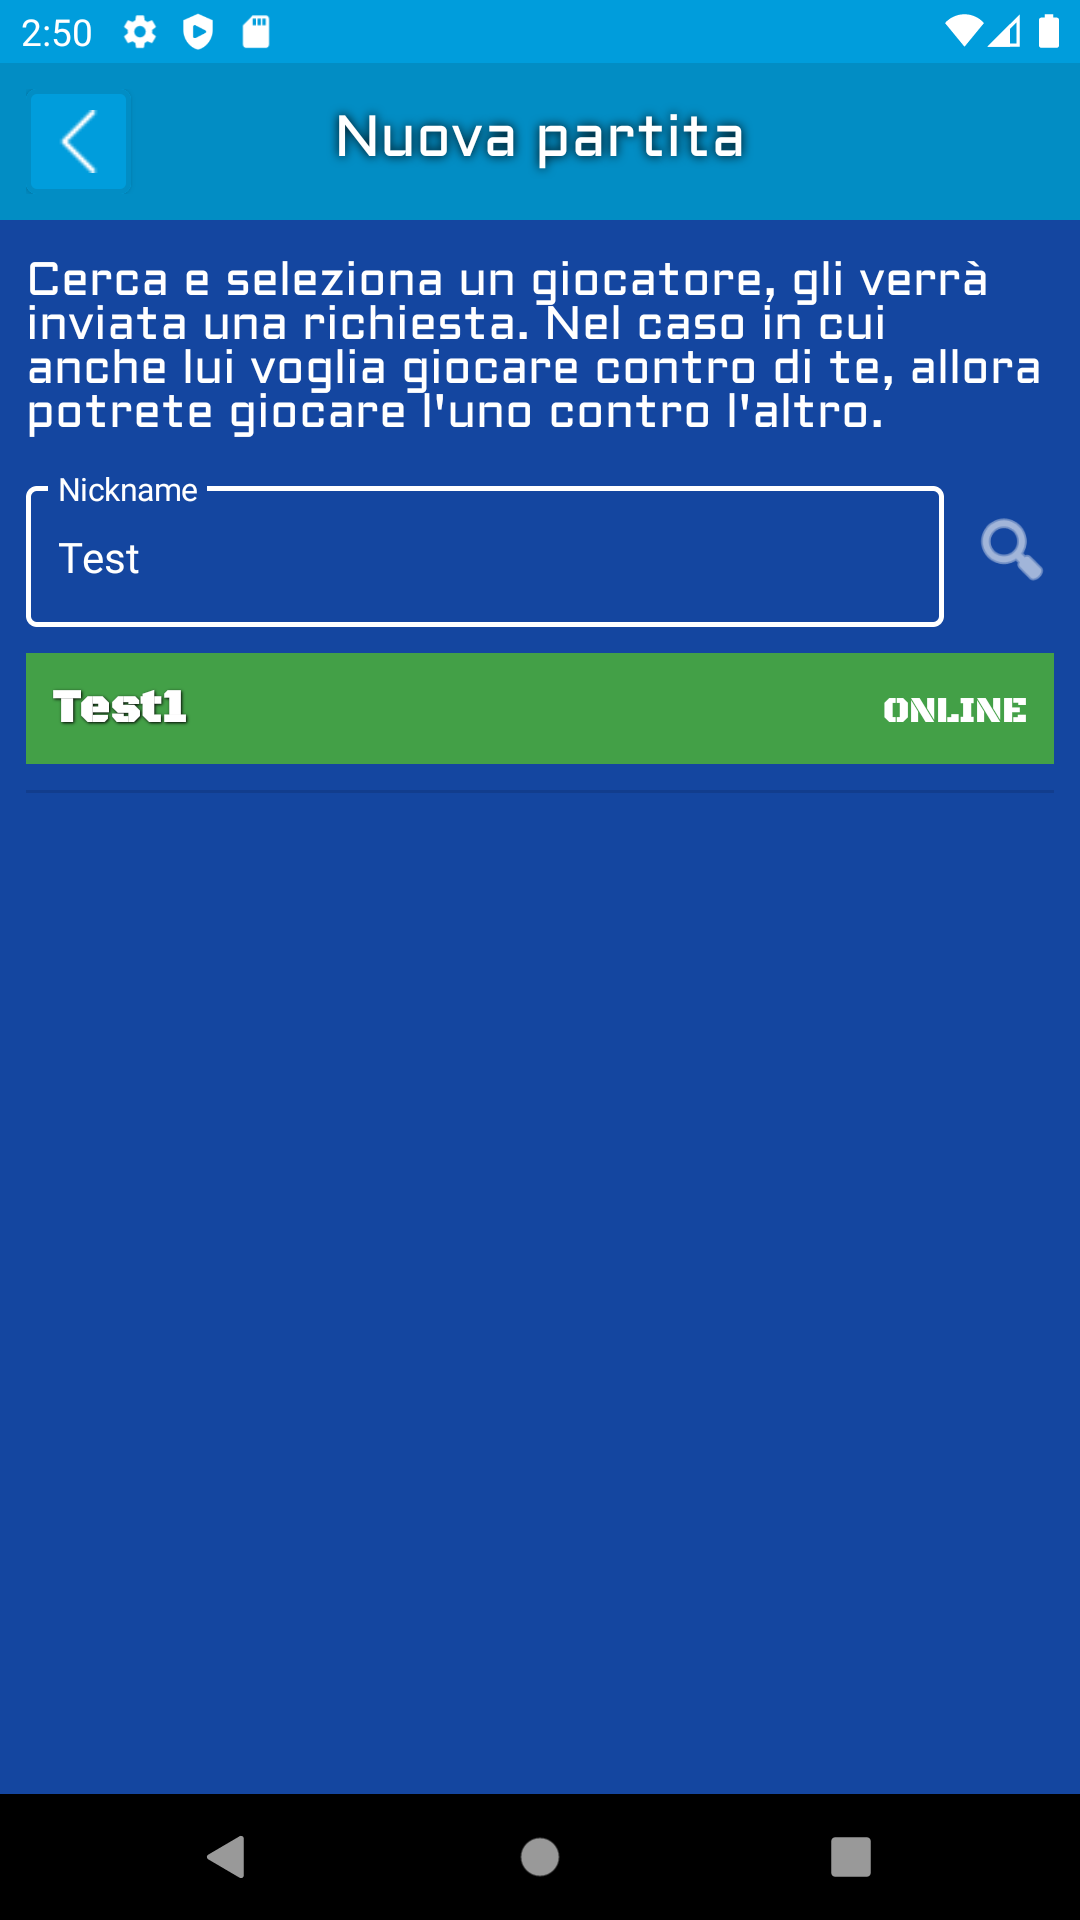 2:50
Nuova partita
Cerca e seleziona un giocatore, gli verrà
inviata una richiesta. Nel caso in cui
anche lui voglia giocare contro di te, allora
potrete giocare l'uno contro l'altro.
Nickname
Test
Test1 ONLINE